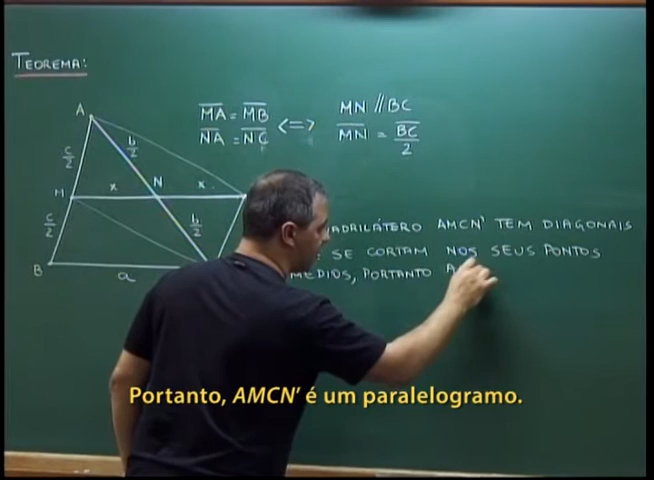 TEOREMA:
MA = MB <=> MN // BC
NA = NC MN = BC/2
A
c/2 b/2
M x N x
c/2 b/2
B a
ADRILÁTERO AMCN' TEM DIAGONAIS
SE CORTAM NOS SEUS PONTOS
MÉDIOS, PORTANTO
Portanto, AMCN' é um paralelogramo.